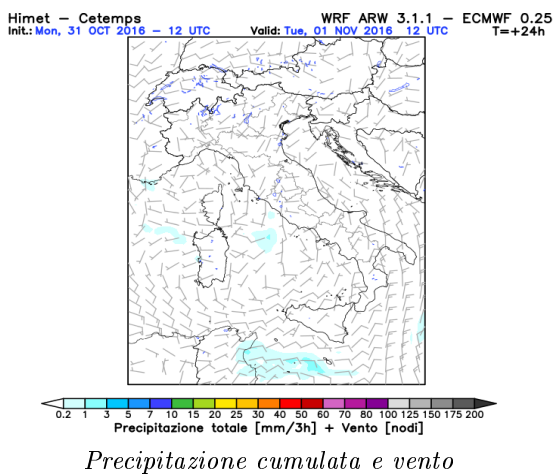 Himet – Cetemps WRF ARW 3.1.1 – ECMWF 0.25
Init.: Mon, 31 OCT 2016 – 12 UTC Valid: Tue, 01 NOV 2016 12 UTC T=+24h
0.2 1 3 5 7 10 15 20 25 30 40 50 60 70 80 90 100 125 150 175 200
Precipitazione totale [mm/3h] + Vento [nodi]
Precipitazione cumulata e vento